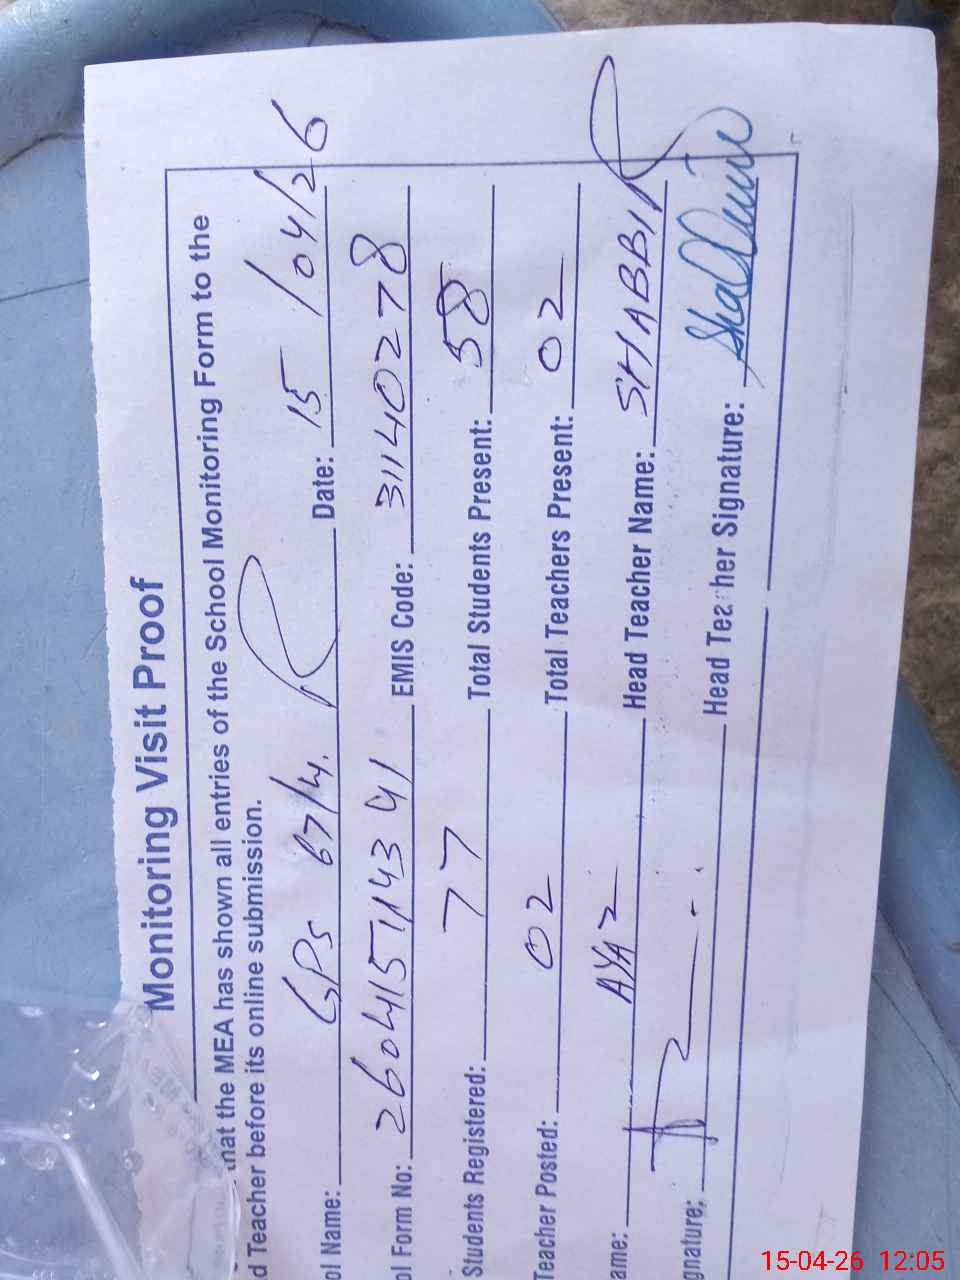 Monitoring Visit Proof
that the MEA has shown all entries of the School Monitoring Form to the
d Teacher before its online submission.
ol Name: GPS 67/4. R Date: 15/04/26
ol Form No: 2604151143 41 EMIS Code: 31140278
Students Registered: 77 Total Students Present: 58
Teacher Posted: 02 Total Teachers Present: 02
ame: AYAZ Head Teacher Name: SHABBIR
gnature: Head Teacher Signature:
15-04-26 12:05